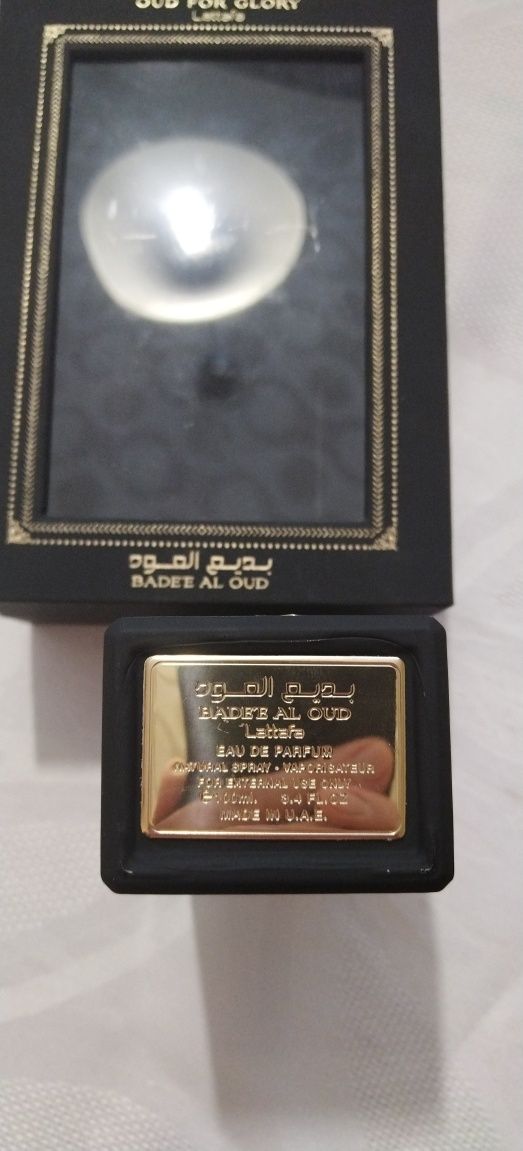 OUD FOR GLORY
Lattafa
بديع العود
BADE'E AL OUD
بديع العود
BADE'E AL OUD
Lattafa
EAU DE PARFUM
NATURAL SPRAY - VAPORISATEUR
FOR EXTERNAL USE ONLY
℮100ml. 3.4 FL.OZ
MADE IN U.A.E.